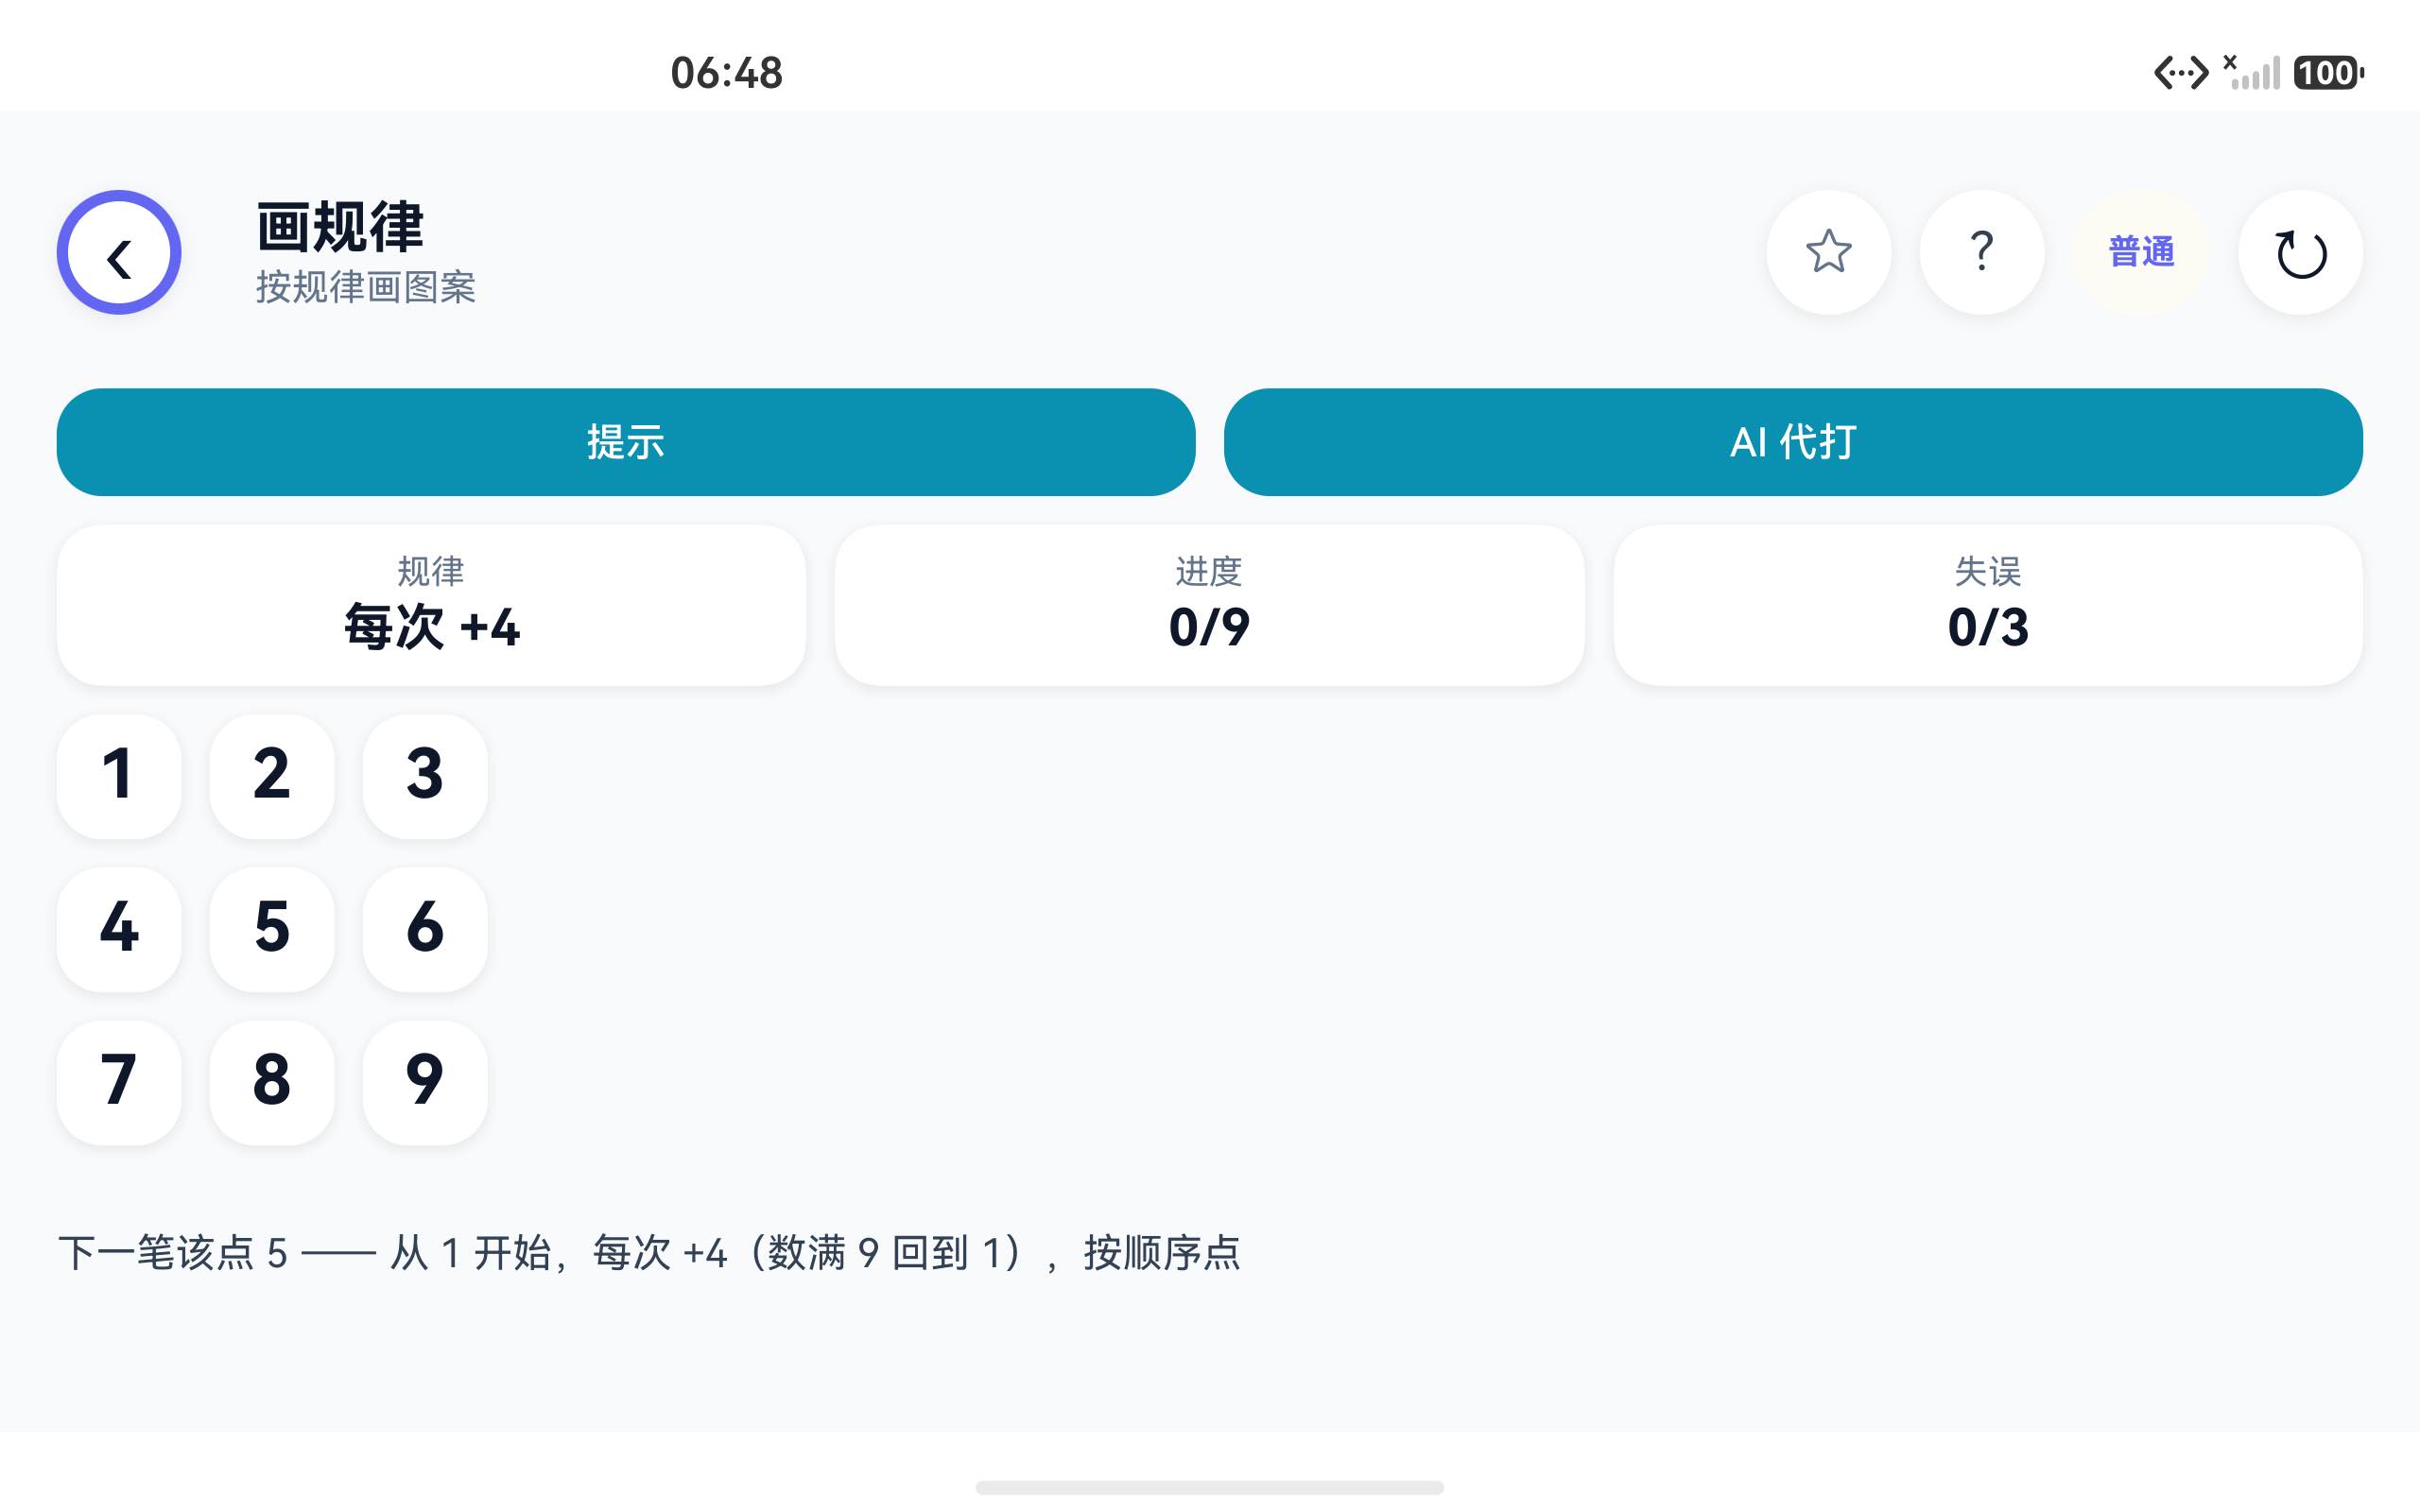 06:48
100
画规律
按规律画图案
?
普通
提示
AI 代打
规律
每次 +4
进度
0/9
失误
0/3
1 2 3
4 5 6
7 8 9
下一笔该点 5 —— 从 1 开始，每次 +4（数满 9 回到 1），按顺序点